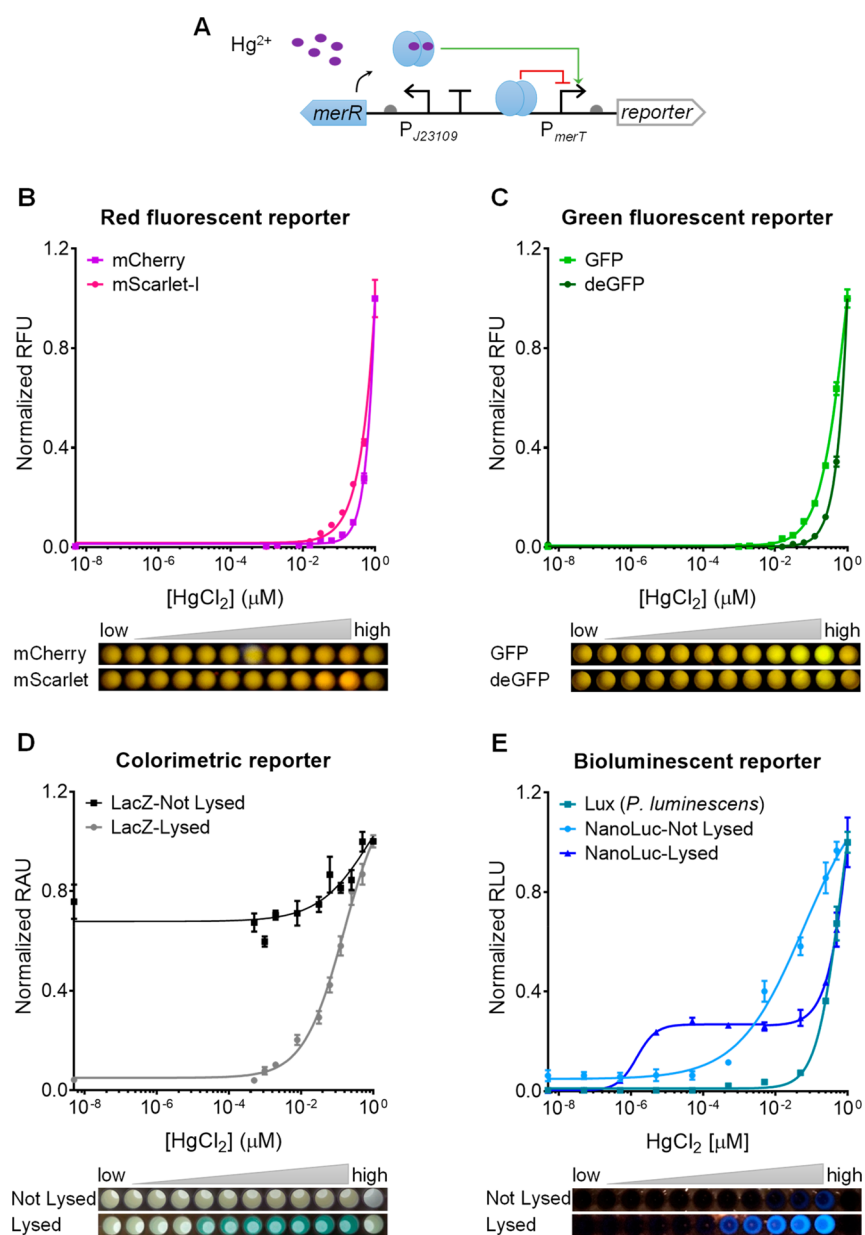 A
Hg2+
merR
PJ23109
PmerT
reporter
B
Red fluorescent reporter
mCherry
mScarlet-I
Normalized RFU
1.2
0.8
0.4
0.0
10-8
10-6
10-4
10-2
100
[HgCl2] (μM)
low
high
mCherry
mScarlet
C
Green fluorescent reporter
GFP
deGFP
Normalized RFU
1.2
0.8
0.4
0.0
10-8
10-6
10-4
10-2
100
[HgCl2] (μM)
low
high
GFP
deGFP
D
Colorimetric reporter
LacZ-Not Lysed
LacZ-Lysed
Normalized RAU
1.2
0.8
0.4
0.0
10-8
10-6
10-4
10-2
100
[HgCl2] (μM)
low
high
Not Lysed
Lysed
E
Bioluminescent reporter
Lux (P. luminescens)
NanoLuc-Not Lysed
NanoLuc-Lysed
Normalized RLU
1.2
0.8
0.4
0.0
10-8
10-6
10-4
10-2
100
HgCl2 [μM]
low
high
Not Lysed
Lysed